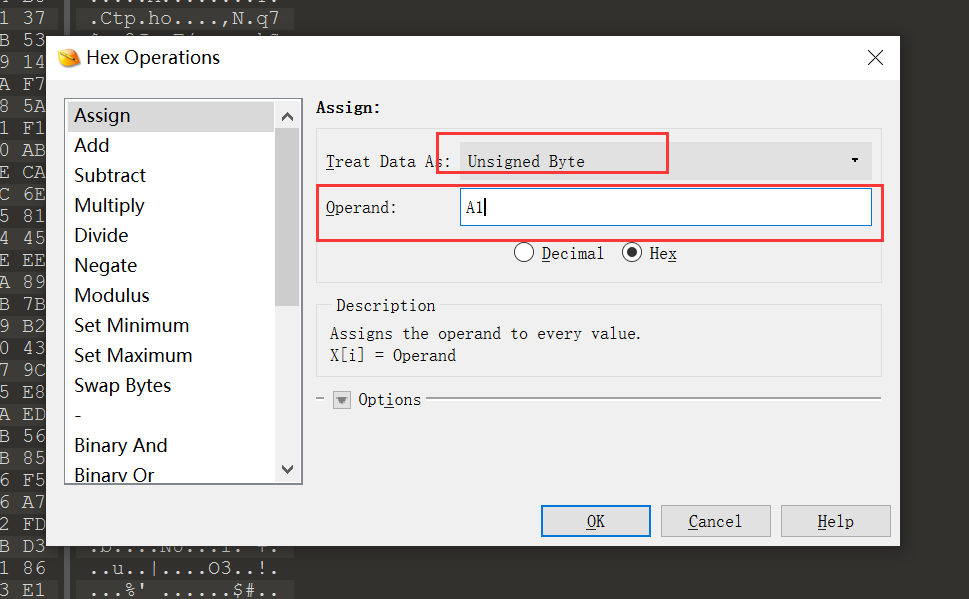 1 37 .Ctp.ho....,N.q7
B 53
9 14
A F7
8 5A
1 F1
0 AB
E CA
C 6E
5 81
4 45
E EE
A 89
B 7B
9 B2
0 43
7 9C
5 E8
A ED
B 56
B 85
6 F5
6 A7
2 FD
B D3
1 86 ..u..|....O3..!.
3 E1 ...%' ......$#..
Hex Operations
Assign
Add
Subtract
Multiply
Divide
Negate
Modulus
Set Minimum
Set Maximum
Swap Bytes
-
Binary And
Binary Or
Assign:
Treat Data As: Unsigned Byte
Operand: A1
Decimal Hex
Description
Assigns the operand to every value.
X[i] = Operand
Options
OK Cancel Help